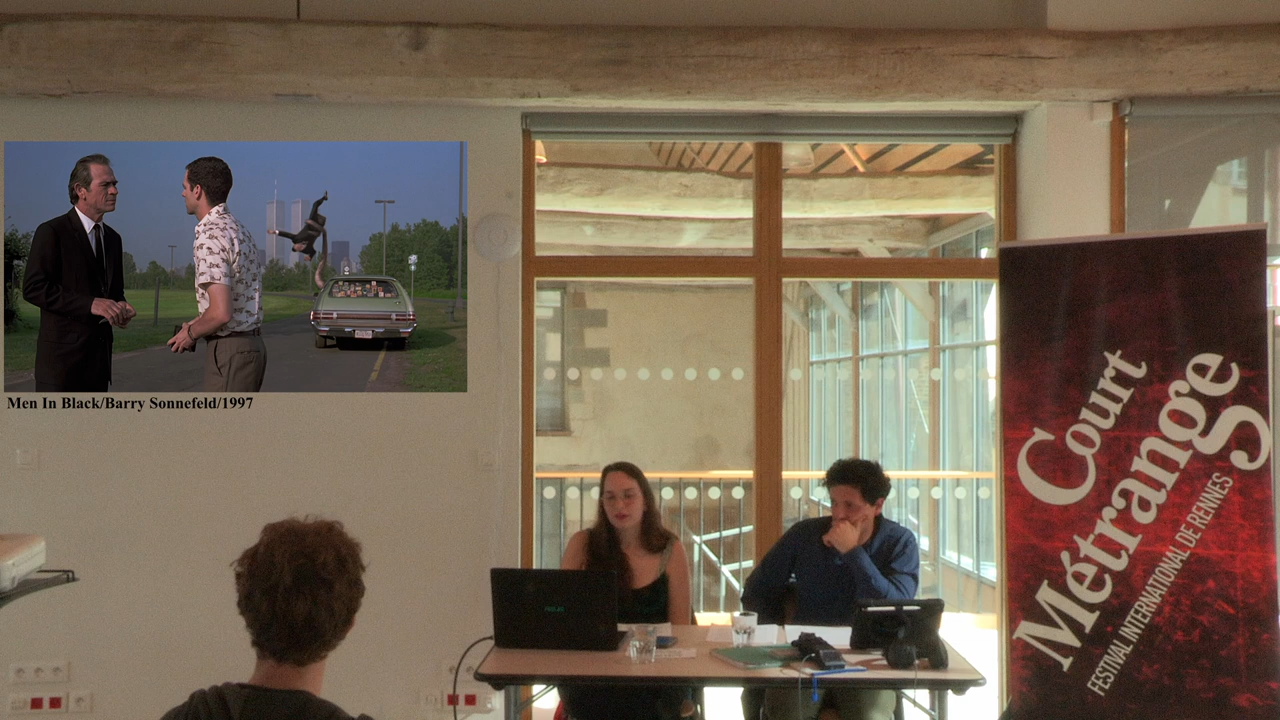 Men In Black/Barry Sonnefeld/1997
Court
Métrange
FESTIVAL INTERNATIONAL DE RENNES